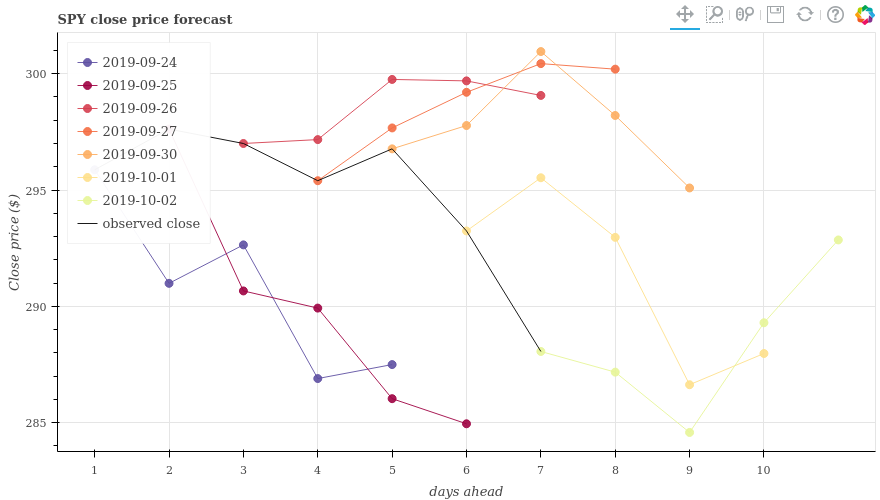 SPY close price forecast
2019-09-24
2019-09-25
2019-09-26
2019-09-27
2019-09-30
2019-10-01
2019-10-02
observed close
300
295
290
285
Close price ($)
1 2 3 4 5 6 7 8 9 10
days ahead